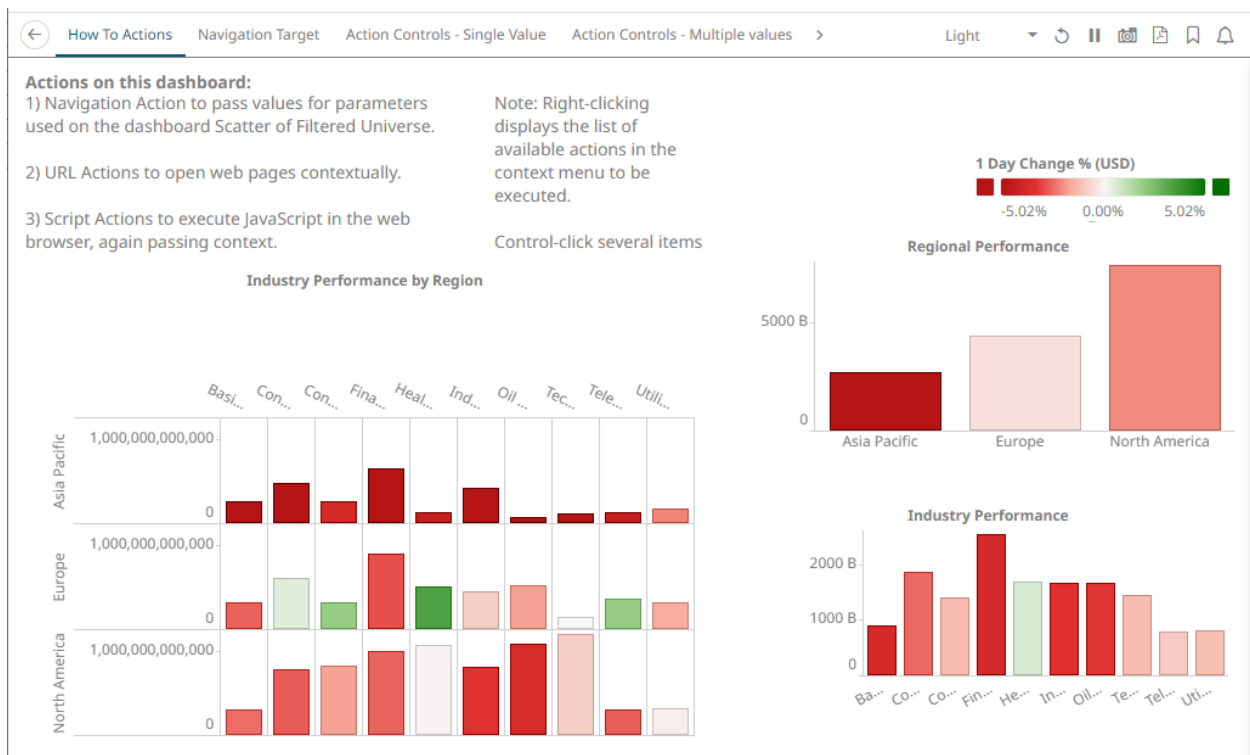 How To Actions Navigation Target Action Controls - Single Value Action Controls - Multiple values Light
Actions on this dashboard:
1) Navigation Action to pass values for parameters
used on the dashboard Scatter of Filtered Universe.
2) URL Actions to open web pages contextually.
3) Script Actions to execute JavaScript in the web
browser, again passing context.
Note: Right-clicking
displays the list of
available actions in the
context menu to be
executed.
Control-click several items
1 Day Change % (USD)
-5.02% 0.00% 5.02%
Industry Performance by Region
Basi... Con... Con... Fina... Heal... Ind... Oil ... Tec... Tele... Utili...
Asia Pacific
1,000,000,000,000
0
Europe
1,000,000,000,000
0
North America
1,000,000,000,000
0
Regional Performance
5000 B
0
Asia Pacific Europe North America
Industry Performance
2000 B
1000 B
0
Ba... Co... Co... Fin... He... In... Oil... Te... Tel... Uti...